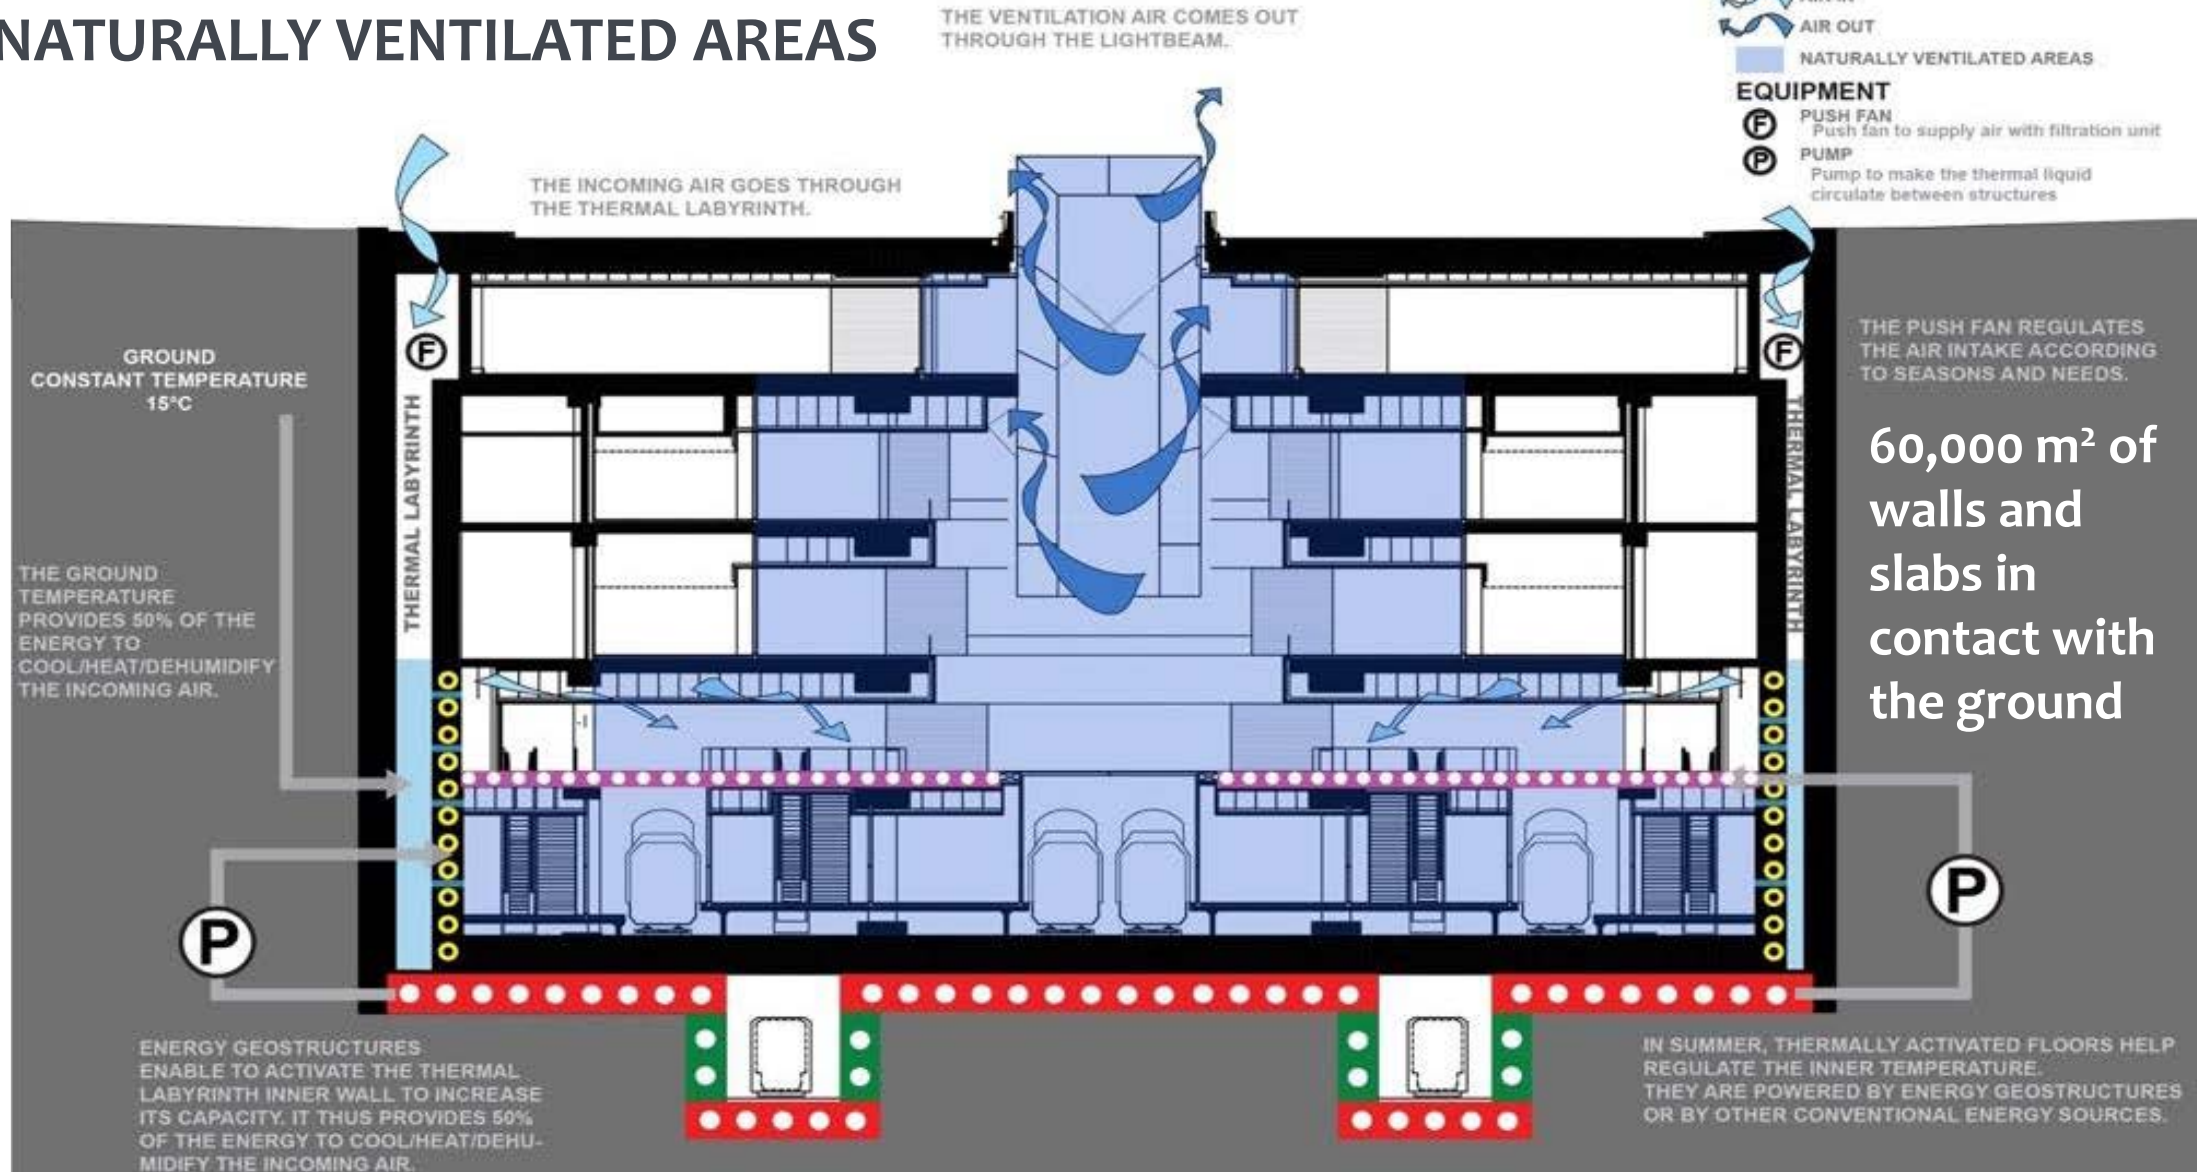 NATURALLY VENTILATED AREAS
THE VENTILATION AIR COMES OUT
THROUGH THE LIGHTBEAM.
AIR OUT
NATURALLY VENTILATED AREAS
EQUIPMENT
F
PUSH FAN
Push fan to supply air with filtration unit
P
PUMP
Pump to make the thermal liquid
circulate between structures
THE INCOMING AIR GOES THROUGH
THE THERMAL LABYRINTH.
GROUND
CONSTANT TEMPERATURE
15°C
F
F
THE PUSH FAN REGULATES
THE AIR INTAKE ACCORDING
TO SEASONS AND NEEDS.
THERMAL LABYRINTH
THERMAL LABYRINTH
60,000 m² of
walls and
slabs in
contact with
the ground
THE GROUND
TEMPERATURE
PROVIDES 50% OF THE
ENERGY TO
COOL/HEAT/DEHUMIDIFY
THE INCOMING AIR.
P
P
ENERGY GEOSTRUCTURES
ENABLE TO ACTIVATE THE THERMAL
LABYRINTH INNER WALL TO INCREASE
ITS CAPACITY. IT THUS PROVIDES 50%
OF THE ENERGY TO COOL/HEAT/DEHU-
MIDIFY THE INCOMING AIR.
IN SUMMER, THERMALLY ACTIVATED FLOORS HELP
REGULATE THE INNER TEMPERATURE.
THEY ARE POWERED BY ENERGY GEOSTRUCTURES
OR BY OTHER CONVENTIONAL ENERGY SOURCES.